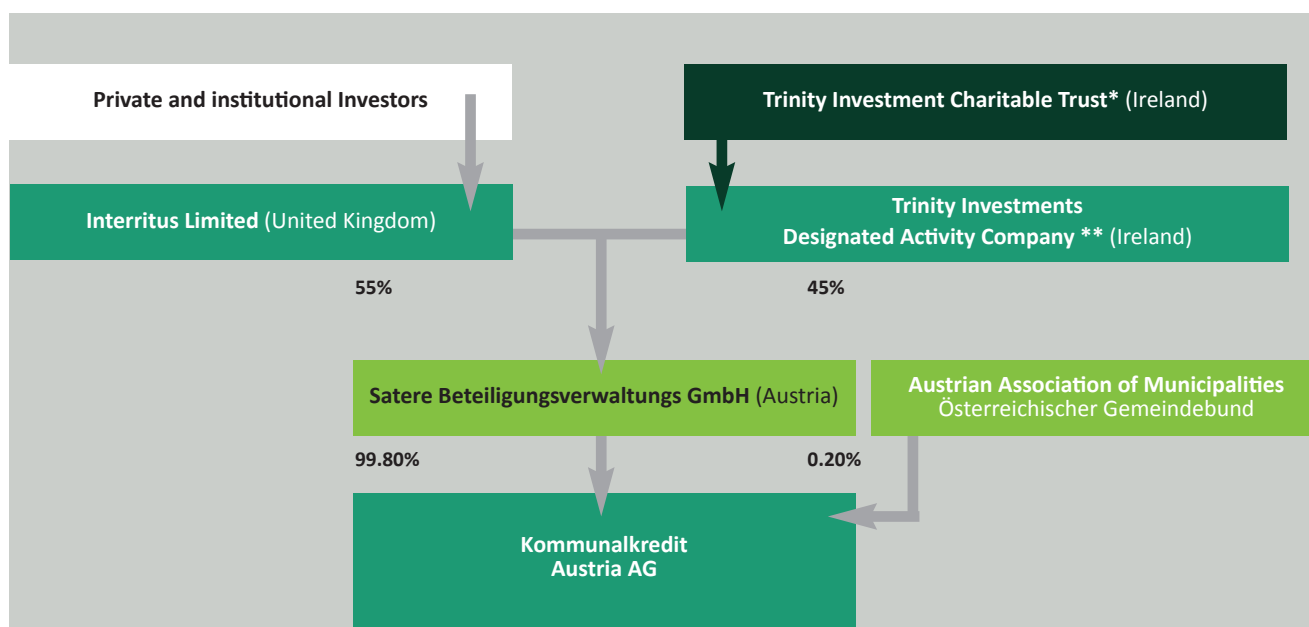 Private and institutional Investors
Trinity Investment Charitable Trust* (Ireland)
Interritus Limited (United Kingdom)
Trinity Investments
Designated Activity Company ** (Ireland)
55%
45%
Satere Beteiligungsverwaltungs GmbH (Austria)
Austrian Association of Municipalities
Österreichischer Gemeindebund
99.80%
0.20%
Kommunalkredit
Austria AG